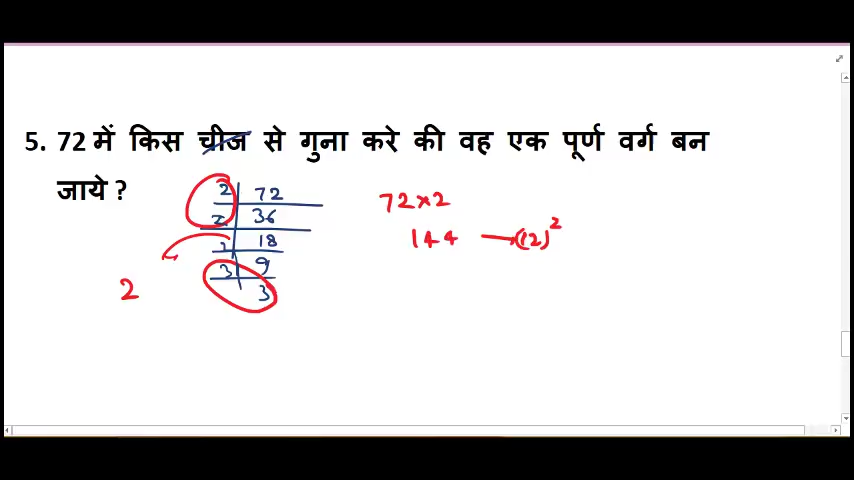 5. 72 में किस चीज से गुना करे की वह एक पूर्ण वर्ग बन
जाये ?
2 | 72
2 | 36
2 | 18
3 | 9
3
2
72 × 2
144 → (12)²